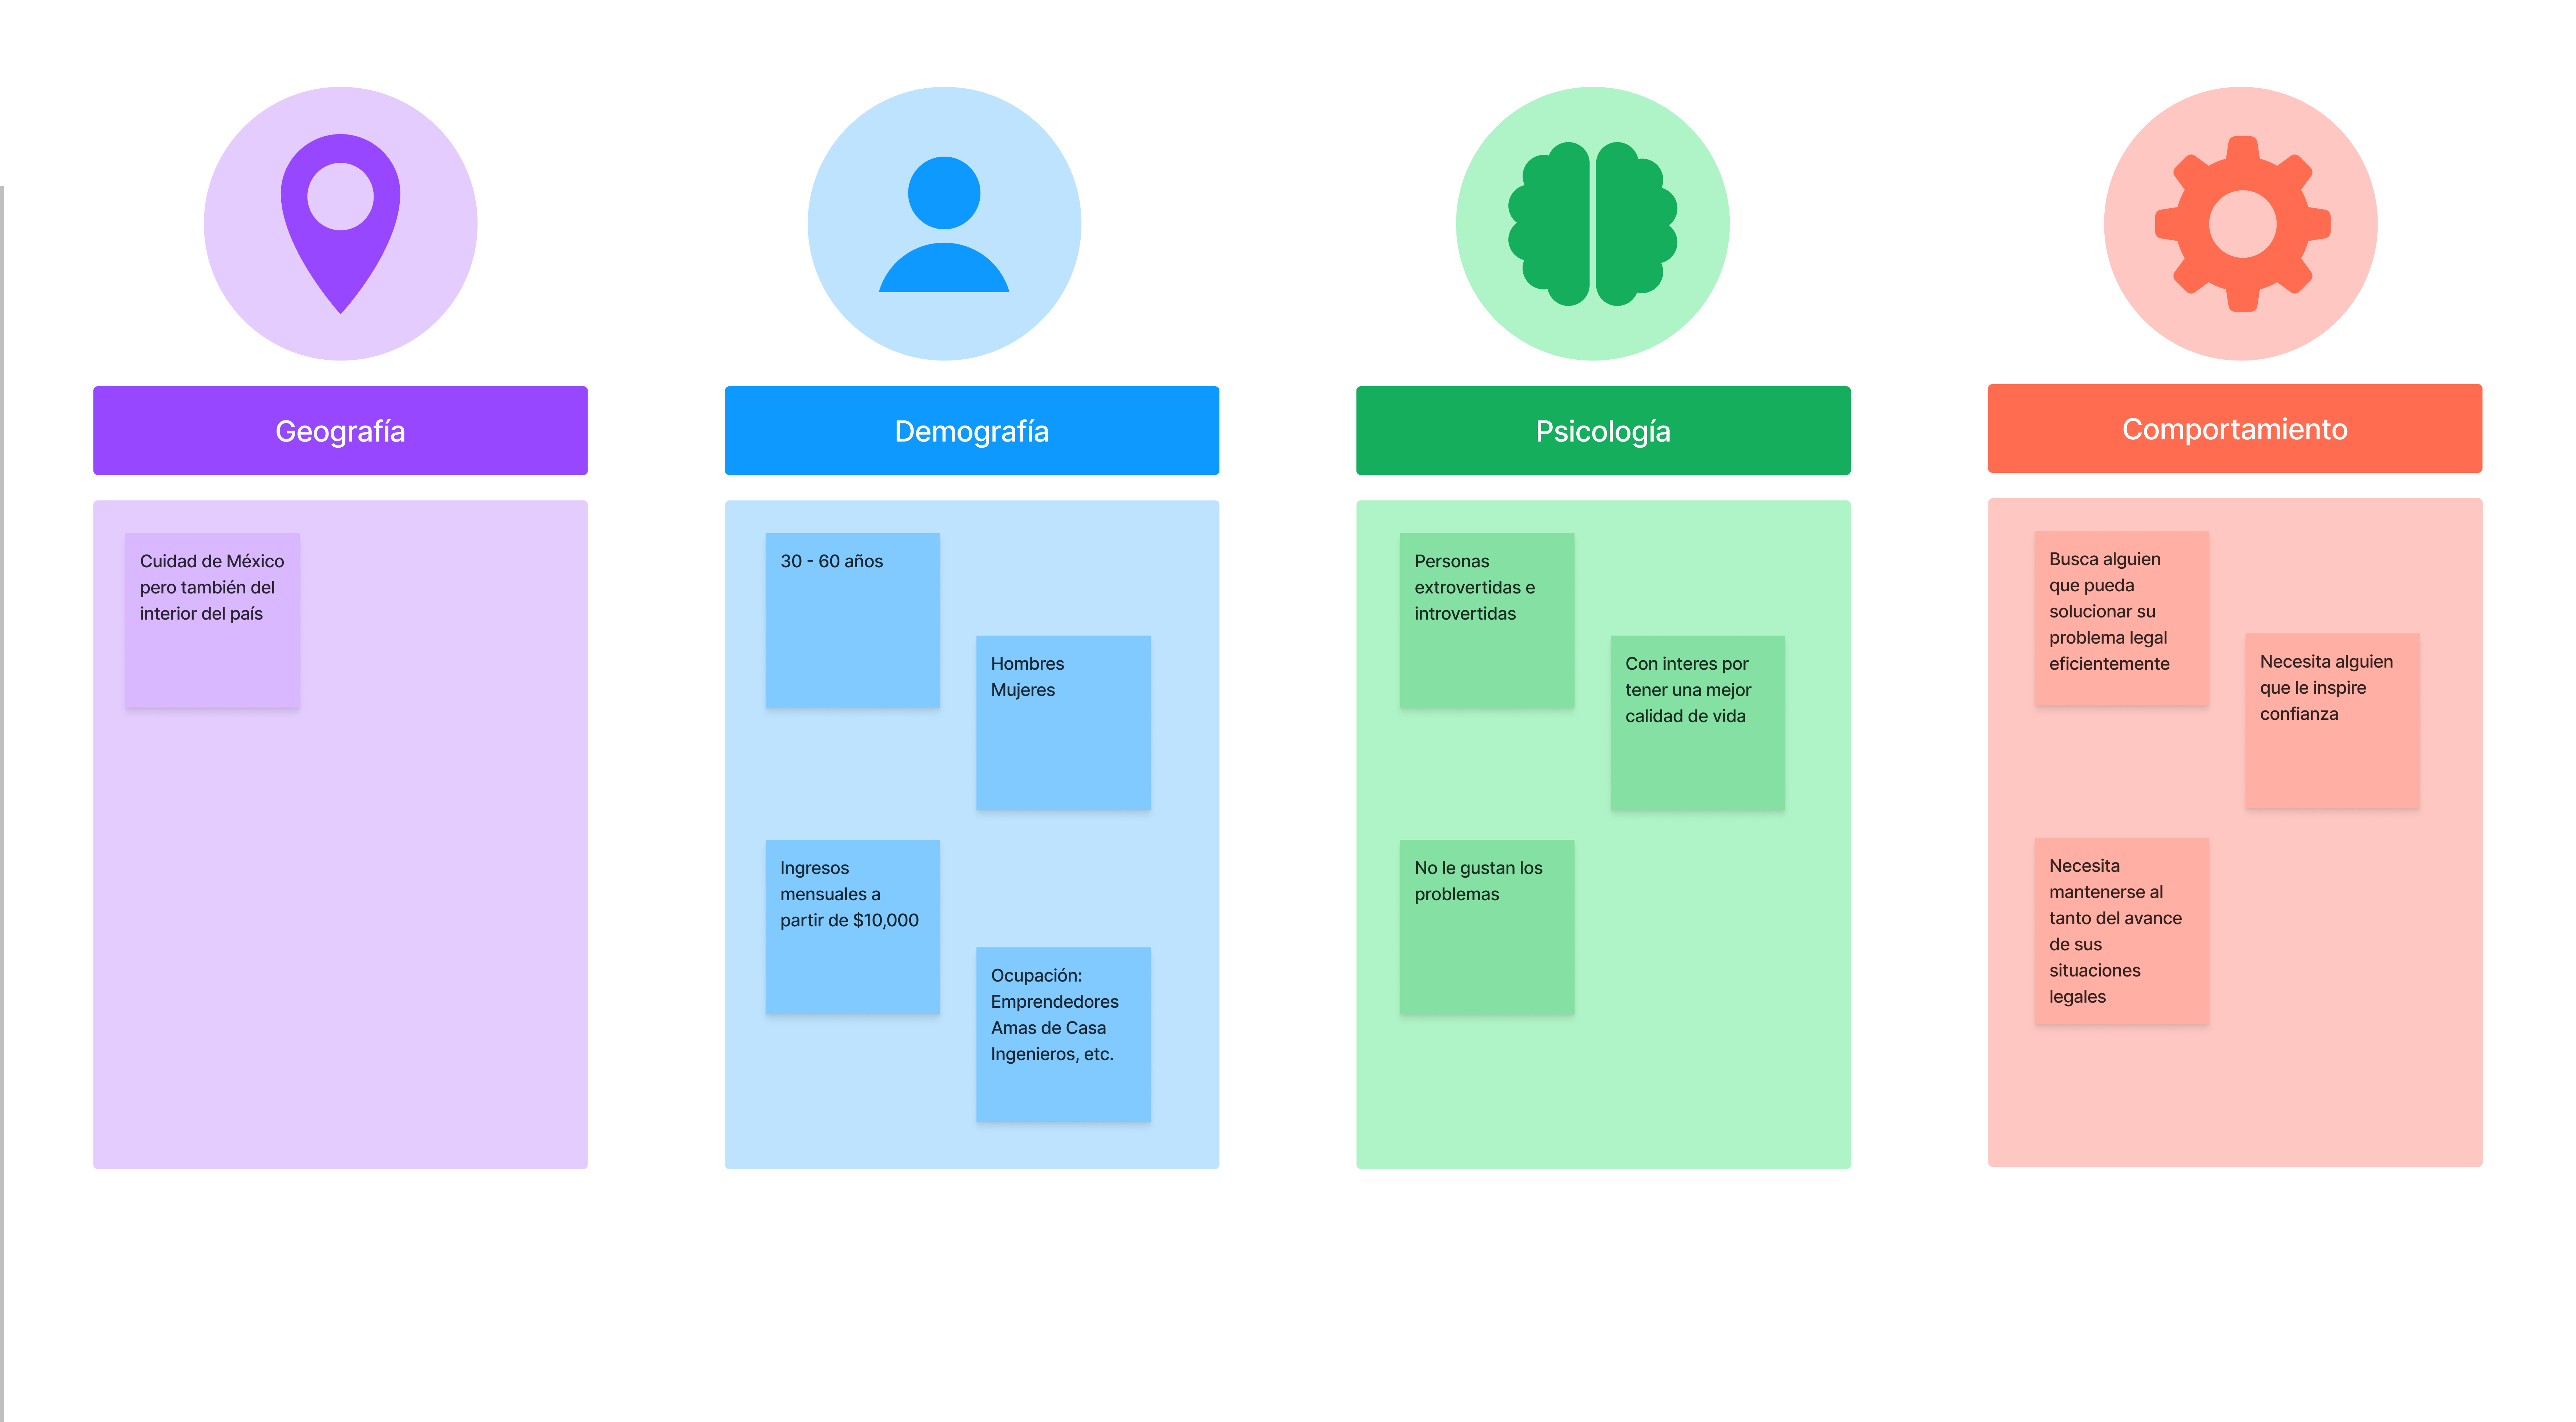 Geografía
Cuidad de México
pero también del
interior del país
Demografía
30 - 60 años
Hombres
Mujeres
Ingresos
mensuales a
partir de $10,000
Ocupación:
Emprendedores
Amas de Casa
Ingenieros, etc.
Psicología
Personas
extrovertidas e
introvertidas
Con interes por
tener una mejor
calidad de vida
No le gustan los
problemas
Comportamiento
Busca alguien
que pueda
solucionar su
problema legal
eficientemente
Necesita alguien
que le inspire
confianza
Necesita
mantenerse al
tanto del avance
de sus
situaciones
legales